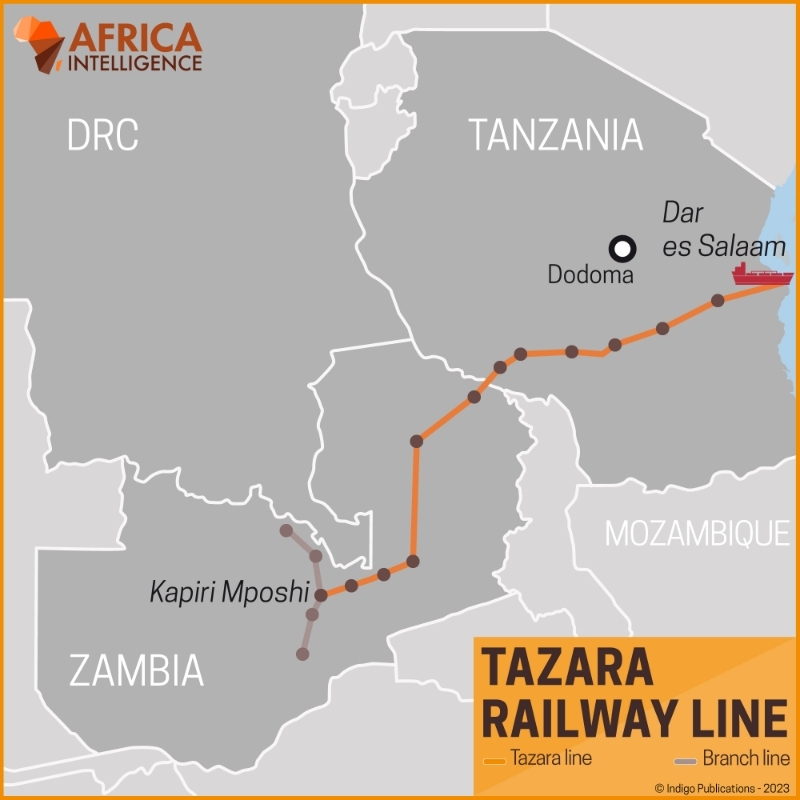 AFRICA
INTELLIGENCE
DRC
TANZANIA
Dar
es Salaam
Dodoma
MOZAMBIQUE
Kapiri Mposhi
ZAMBIA
TAZARA
RAILWAY LINE
Tazara line
Branch line
© Indigo Publications - 2023